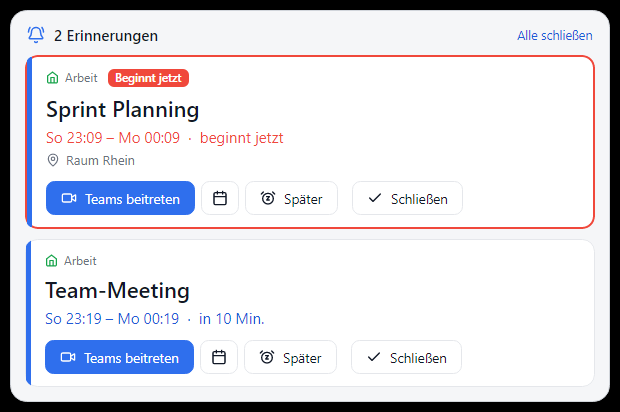 2 Erinnerungen Alle schließen
Arbeit Beginnt jetzt
Sprint Planning
So 23:09 – Mo 00:09 · beginnt jetzt
Raum Rhein
Teams beitreten Später Schließen
Arbeit
Team-Meeting
So 23:19 – Mo 00:19 · in 10 Min.
Teams beitreten Später Schließen